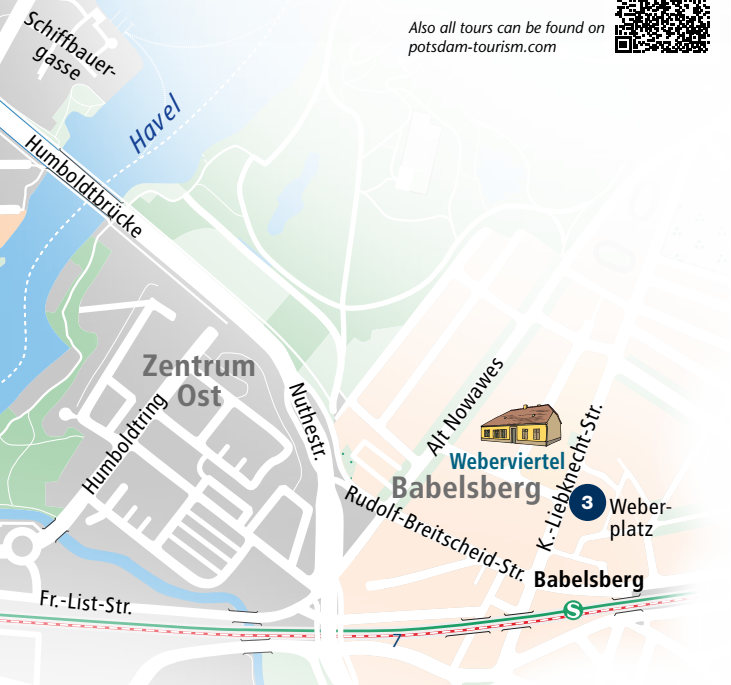 Also all tours can be found on
potsdam-tourism.com
Schiffbauer-
gasse
Havel
Humboldtbrücke
Zentrum
Ost
Nuthestr.
Humboldtring
Alt Nowawes
K.-Liebknecht-Str.
Weberviertel
Babelsberg
3
Weber-
platz
Rudolf-Breitscheid-Str.
Babelsberg
S
Fr.-List-Str.
7